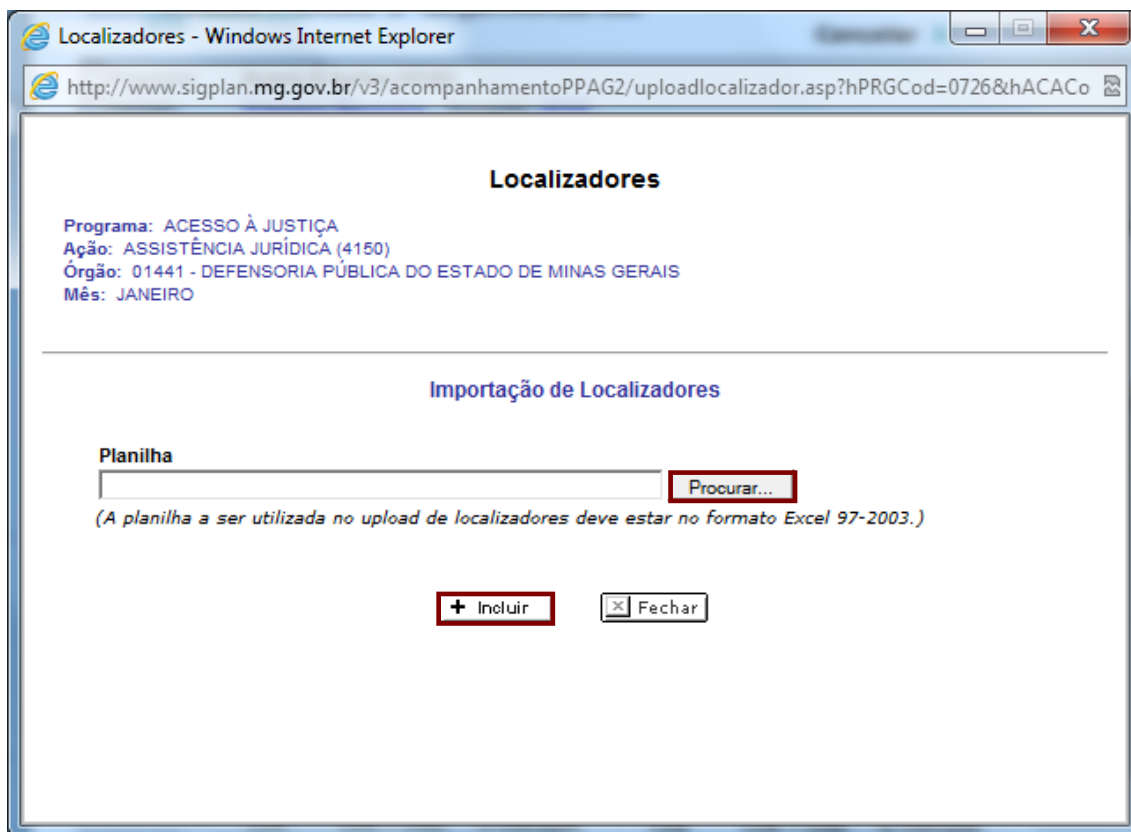 Localizadores - Windows Internet Explorer
http://www.sigplan.mg.gov.br/v3/acompanhamentoPPAG2/uploadlocalizador.asp?hPRGCod=0726&hACACo
Localizadores
Programa: ACESSO À JUSTIÇA
Ação: ASSISTÊNCIA JURÍDICA (4150)
Órgão: 01441 - DEFENSORIA PÚBLICA DO ESTADO DE MINAS GERAIS
Mês: JANEIRO
Importação de Localizadores
Planilha
Procurar...
(A planilha a ser utilizada no upload de localizadores deve estar no formato Excel 97-2003.)
+ Incluir Fechar